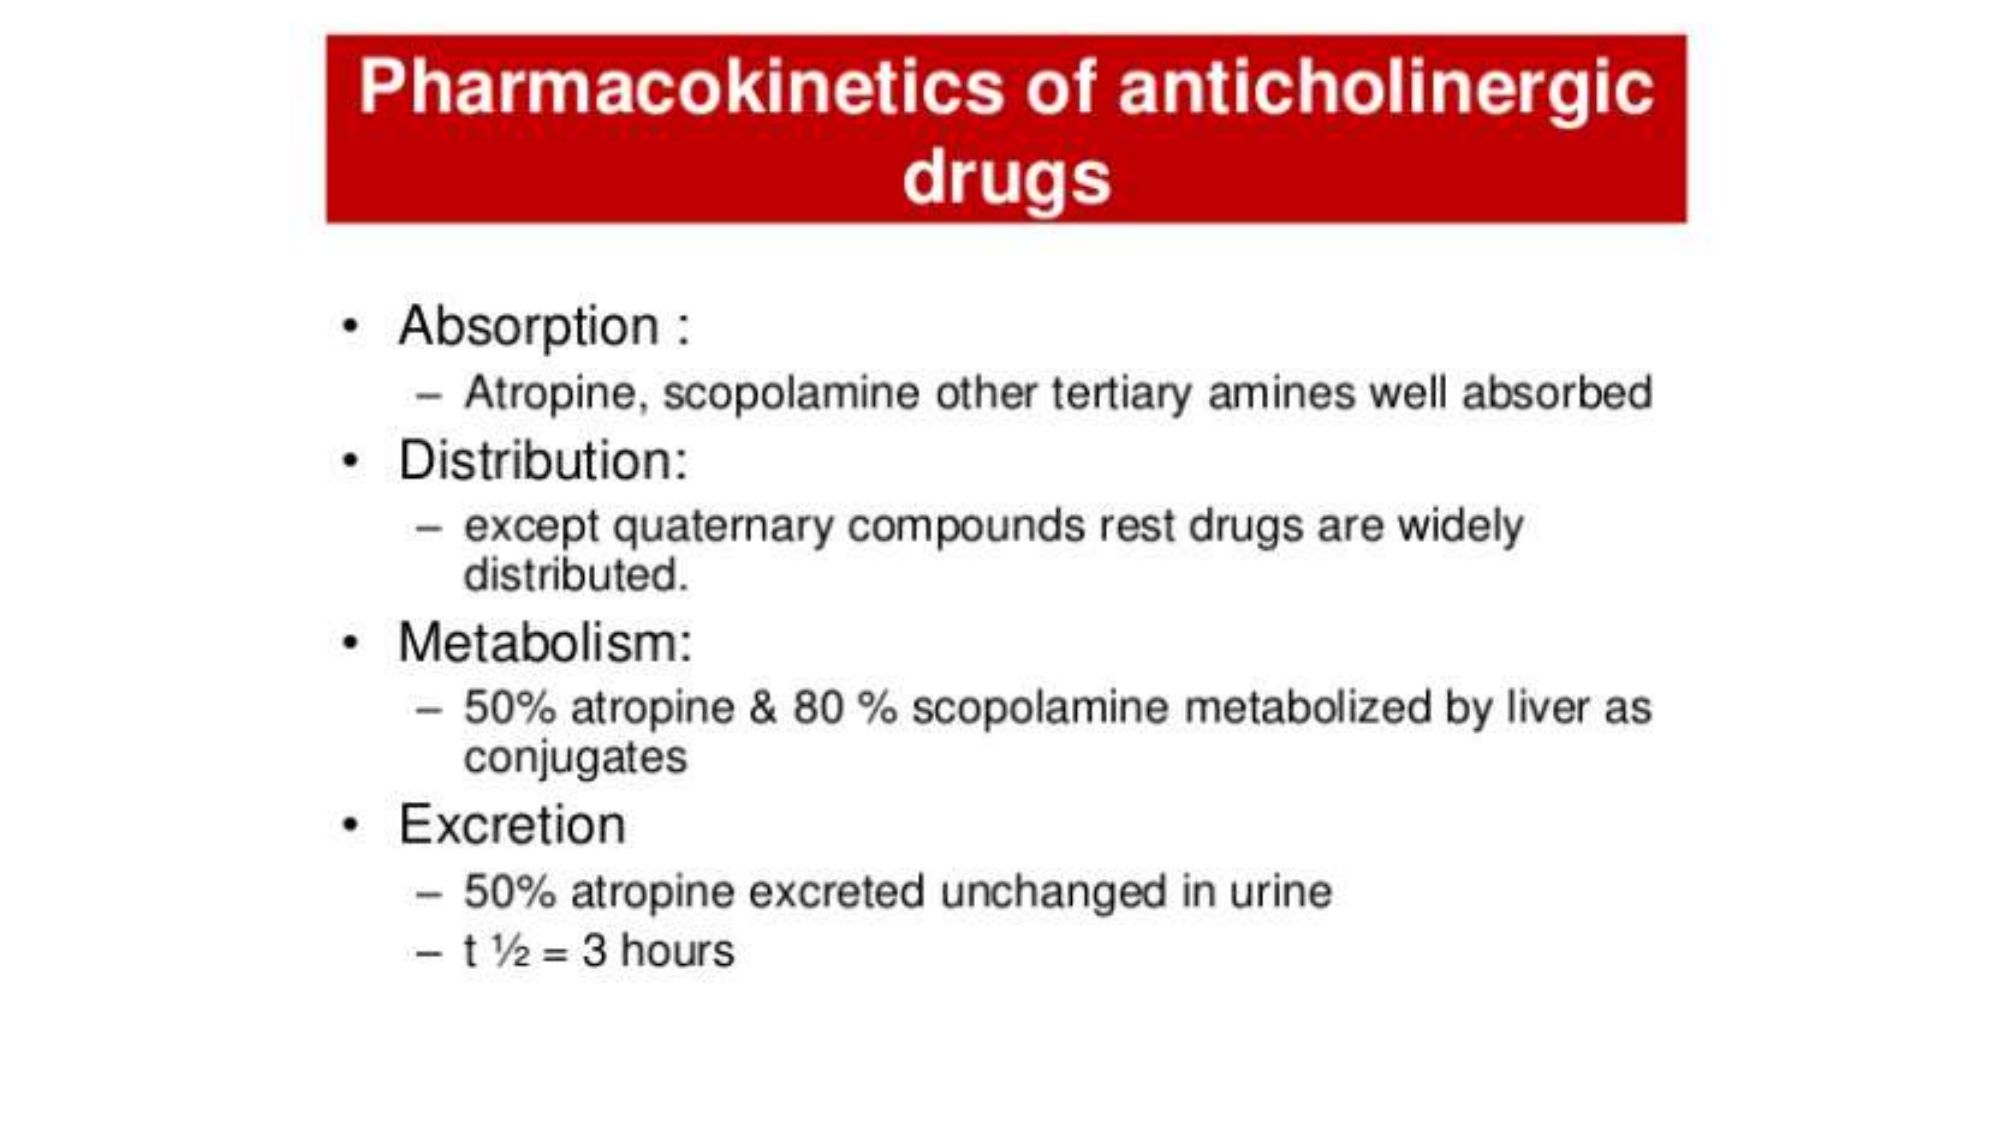 Pharmacokinetics of anticholinergic
drugs
• Absorption :
– Atropine, scopolamine other tertiary amines well absorbed
• Distribution:
– except quaternary compounds rest drugs are widely
distributed.
• Metabolism:
– 50% atropine & 80 % scopolamine metabolized by liver as
conjugates
• Excretion
– 50% atropine excreted unchanged in urine
– t ½ = 3 hours